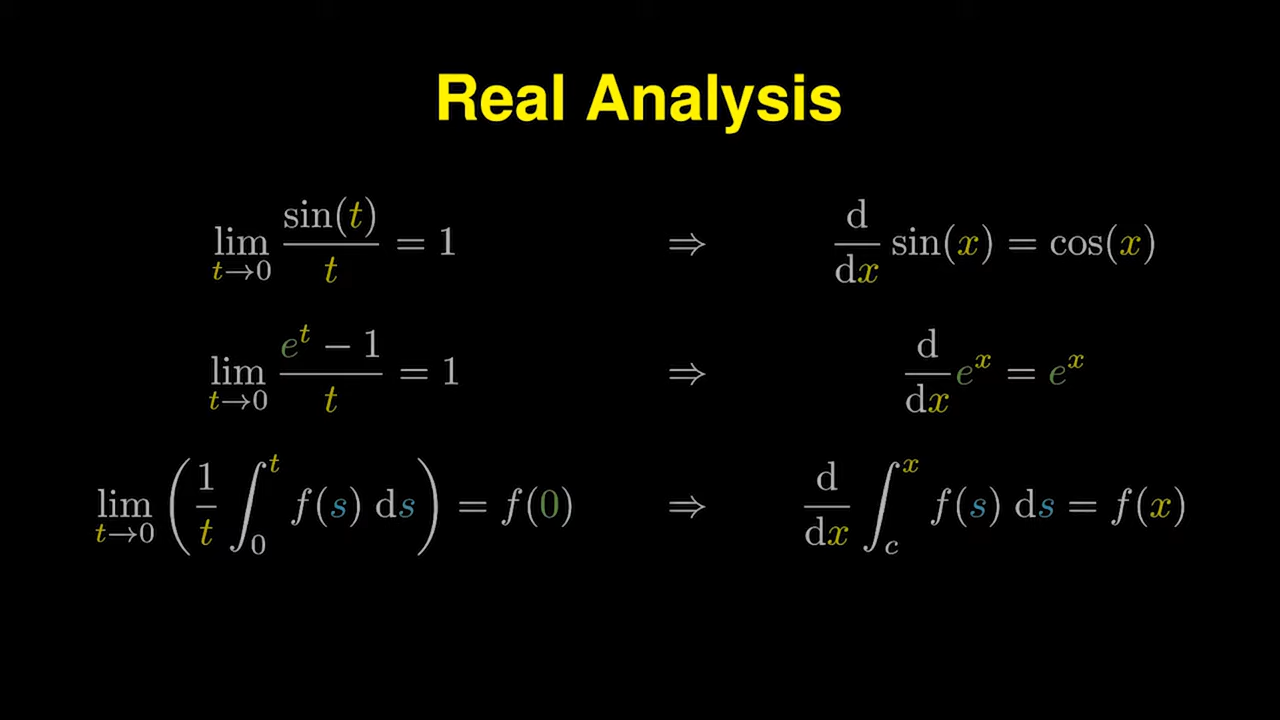 Real Analysis
lim_{t→0} sin(t)/t = 1 ⇒ d/dx sin(x) = cos(x)
lim_{t→0} (e^t − 1)/t = 1 ⇒ d/dx e^x = e^x
lim_{t→0} (1/t ∫_0^t f(s) ds) = f(0) ⇒ d/dx ∫_c^x f(s) ds = f(x)